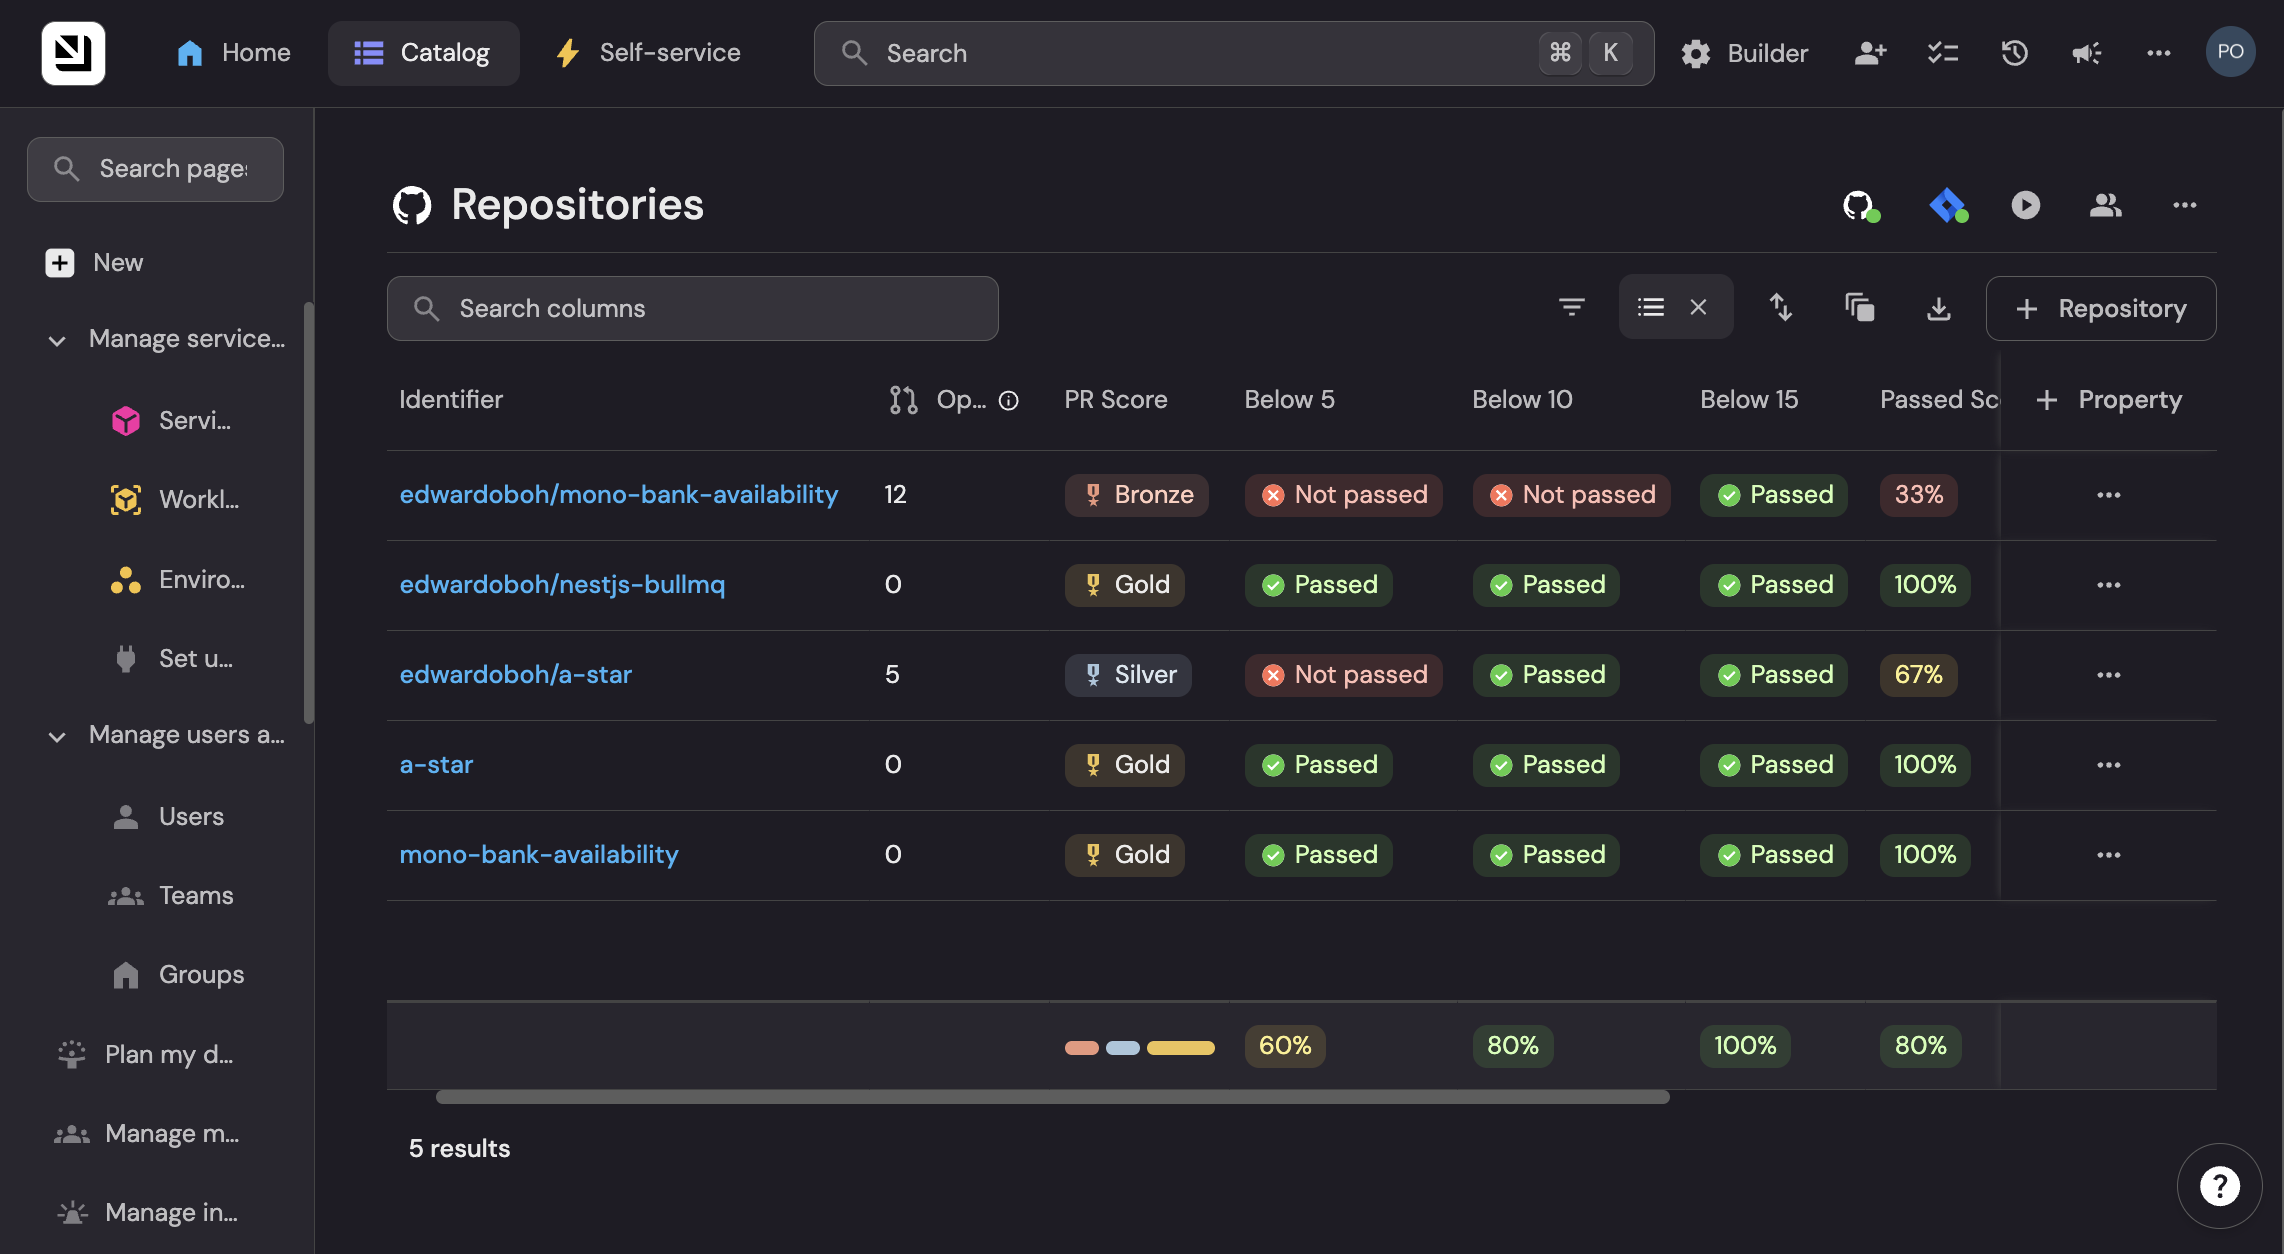 Home
Catalog
Self-service
Search
⌘ K
Builder
PO
Search pages
New
Manage service...
Servi...
Workl...
Enviro...
Set u...
Manage users a...
Users
Teams
Groups
Plan my d...
Manage m...
Manage in...
Repositories
Search columns
+ Repository
Identifier Op... PR Score Below 5 Below 10 Below 15 Passed Sc + Property
edwardoboh/mono-bank-availability 12 Bronze Not passed Not passed Passed 33%
edwardoboh/nestjs-bullmq 0 Gold Passed Passed Passed 100%
edwardoboh/a-star 5 Silver Not passed Passed Passed 67%
a-star 0 Gold Passed Passed Passed 100%
mono-bank-availability 0 Gold Passed Passed Passed 100%
60% 80% 100% 80%
5 results
?